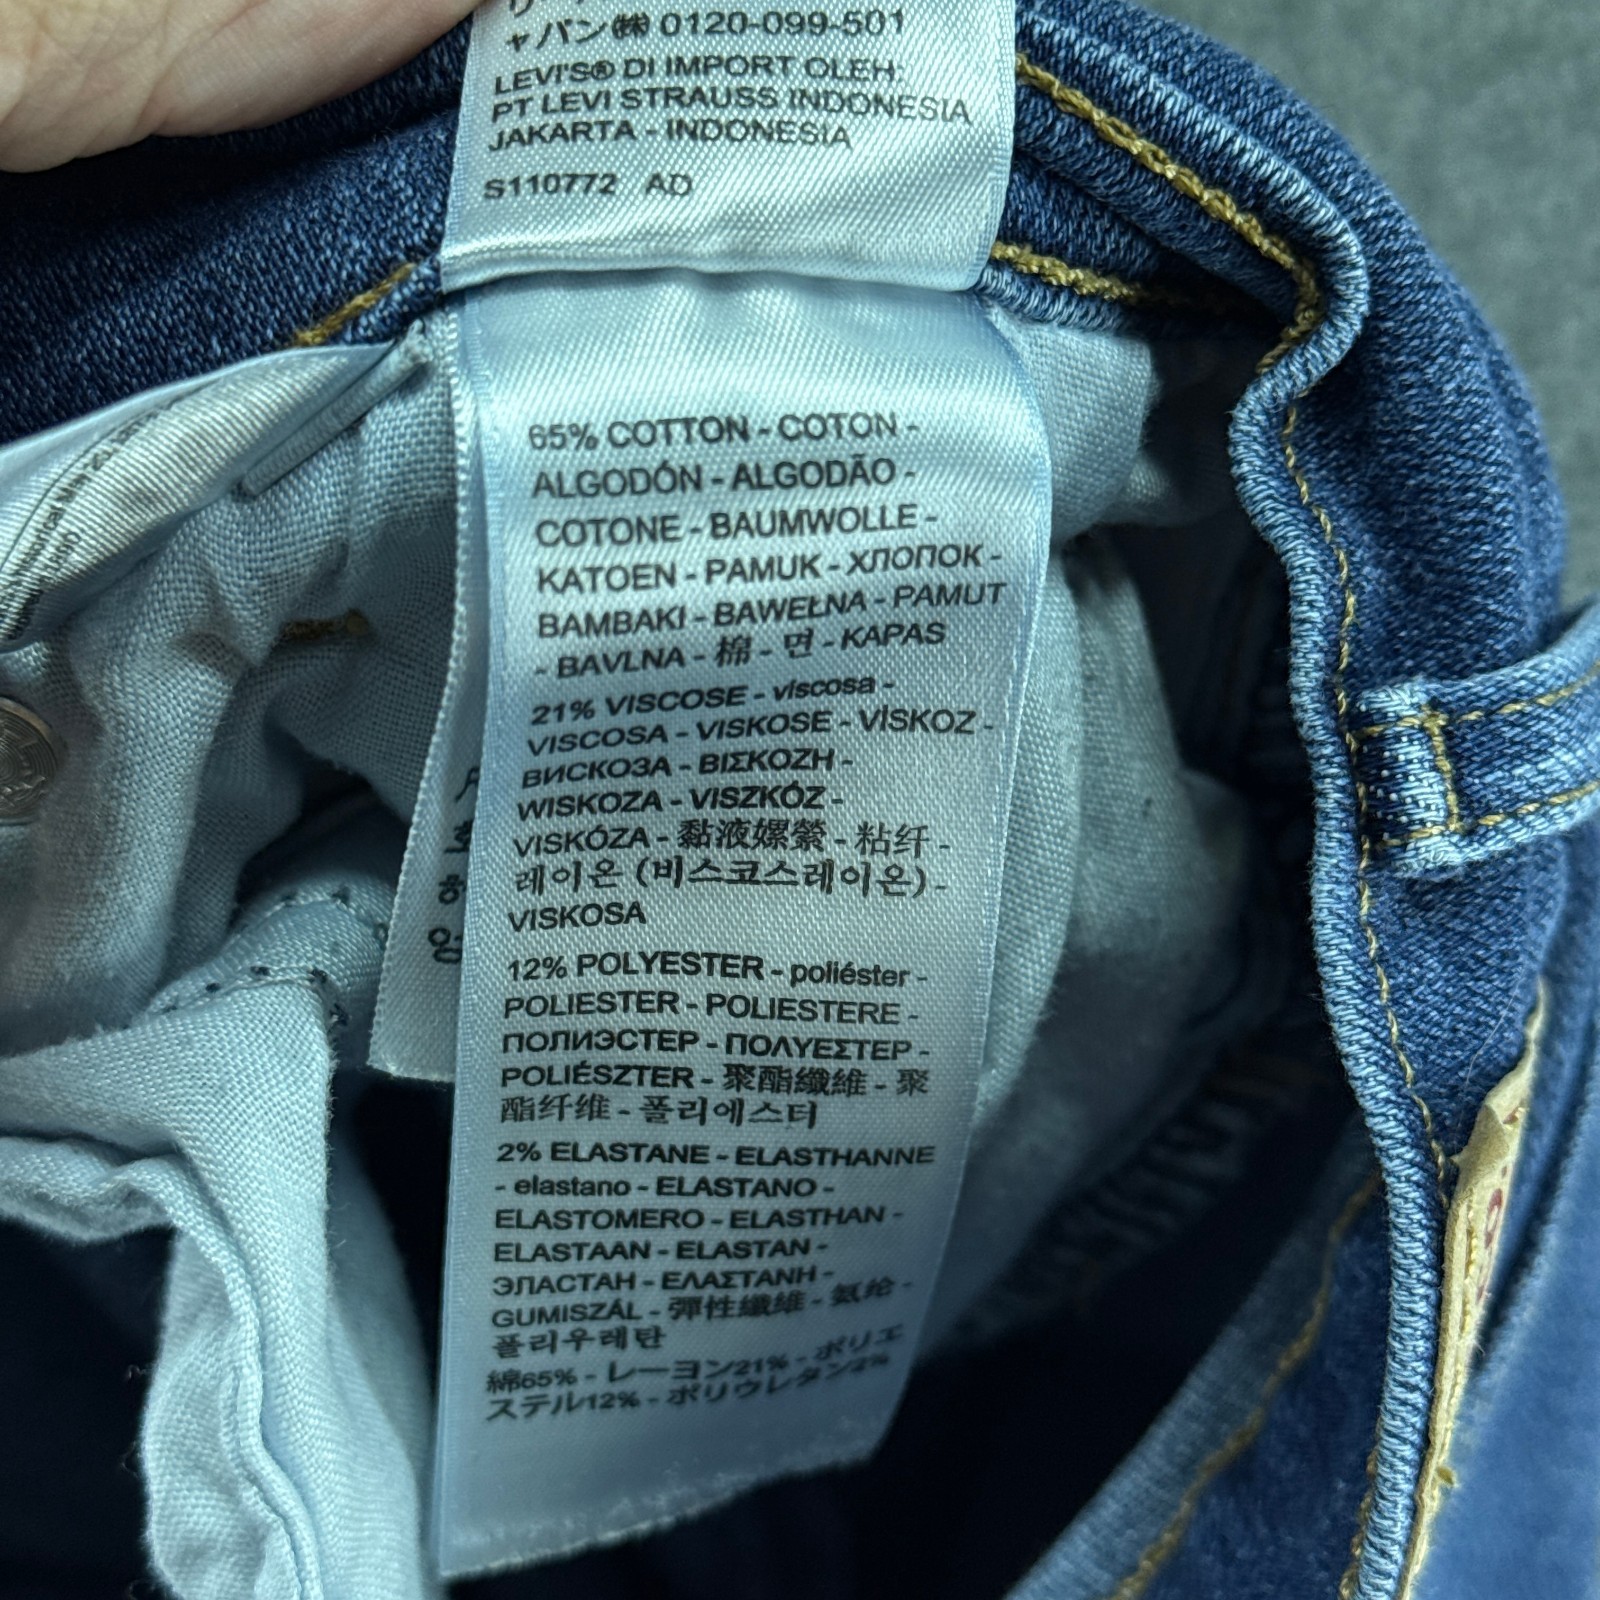 ャパン㈱ 0120-099-501
LEVI'S® DI IMPORT OLEH:
PT LEVI STRAUSS INDONESIA
JAKARTA - INDONESIA
S110772 AD
65% COTTON - COTON -
ALGODÓN - ALGODÃO -
COTONE - BAUMWOLLE -
KATOEN - PAMUK - ХЛОПОК -
BAMBAKI - BAWEŁNA - PAMUT
- BAVLNA - 棉 - 면 - KAPAS
21% VISCOSE - viscosa -
VISCOSA - VISKOSE - VİSKOZ -
ВИСКОЗА - ΒΙΣΚΟΖΗ -
WISKOZA - VISZKÓZ -
VISKÓZA - 黏液嫘縈 - 粘纤 -
레이온 (비스코스레이온) -
VISKOSA
12% POLYESTER - poliéster -
POLIESTER - POLIESTERE -
ПОЛИЭСТЕР - ΠΟΛΥΕΣΤΕΡ -
POLIÉSZTER - 聚酯纖維 - 聚
酯纤维 - 폴리에스터
2% ELASTANE - ELASTHANNE
- elastano - ELASTANO -
ELASTOMERO - ELASTHAN -
ELASTAAN - ELASTAN -
ЭЛАСТАН - ΕΛΑΣΤΑΝΗ -
GUMISZÁL - 彈性纖維 - 氨纶 -
폴리우레탄
綿65% - レーヨン21% - ポリエ
ステル12% - ポリウレタン2%